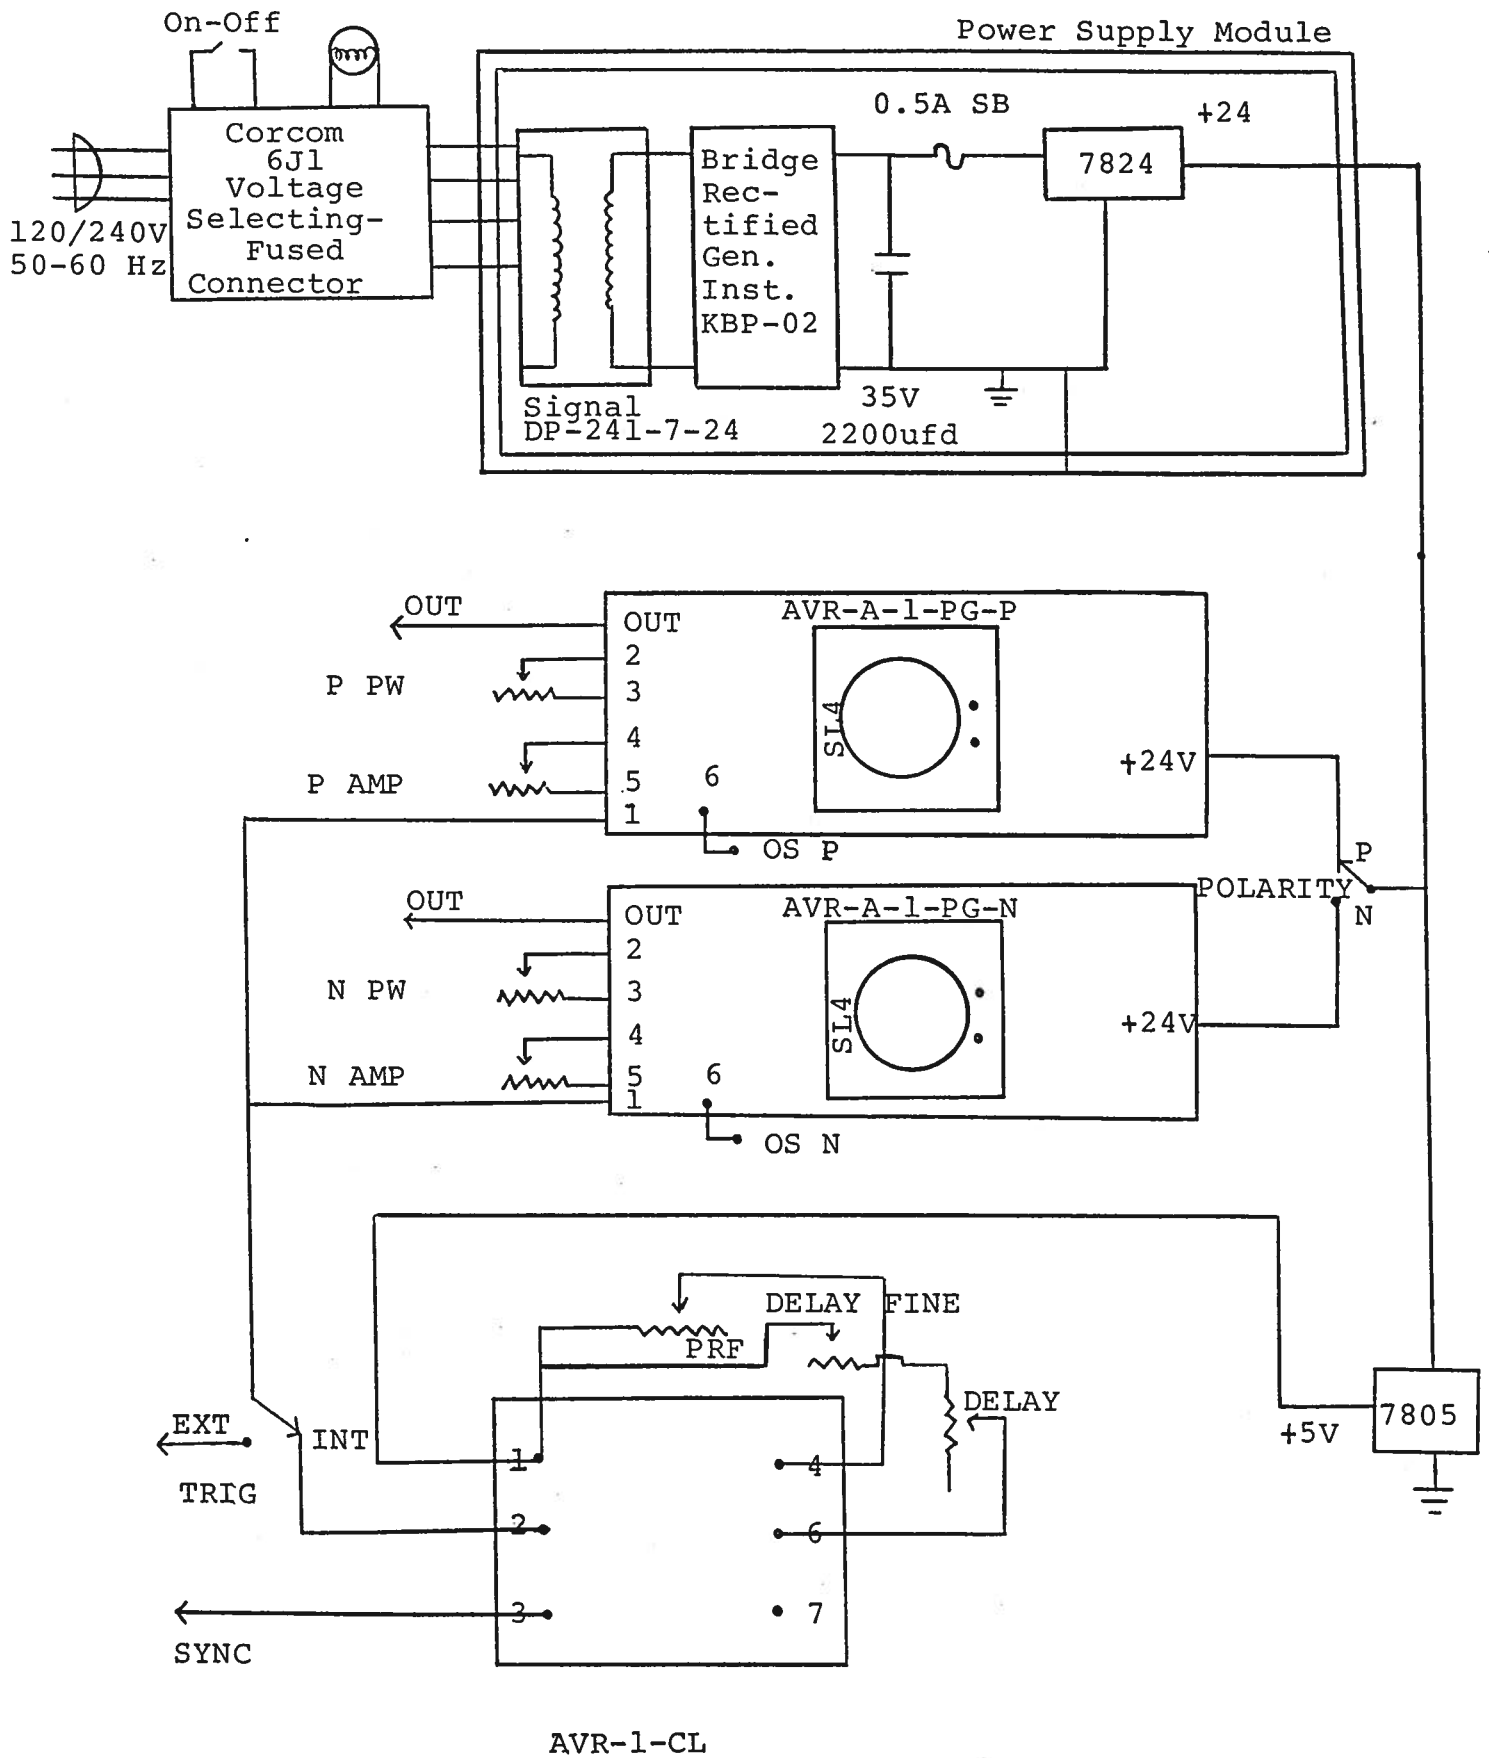 On-Off
Power Supply Module
Corcom
6J1
Voltage
Selecting-
Fused
Connector
120/240V
50-60 Hz
Bridge
Rec-
tified
Gen.
Inst.
KBP-02
0.5A SB
7824
+24
Signal
DP-241-7-24
35V
2200ufd
AVR-A-1-PG-P
OUT
OUT
2
P PW
3
4
P AMP
5
1
6
SL4
+24V
OS P
P
POLARITY
N
AVR-A-1-PG-N
OUT
OUT
2
N PW
3
4
N AMP
5
1
6
SL4
+24V
OS N
DELAY FINE
PRF
DELAY
7805
+5V
EXT
INT
TRIG
1
4
2
6
3
7
SYNC
AVR-1-CL